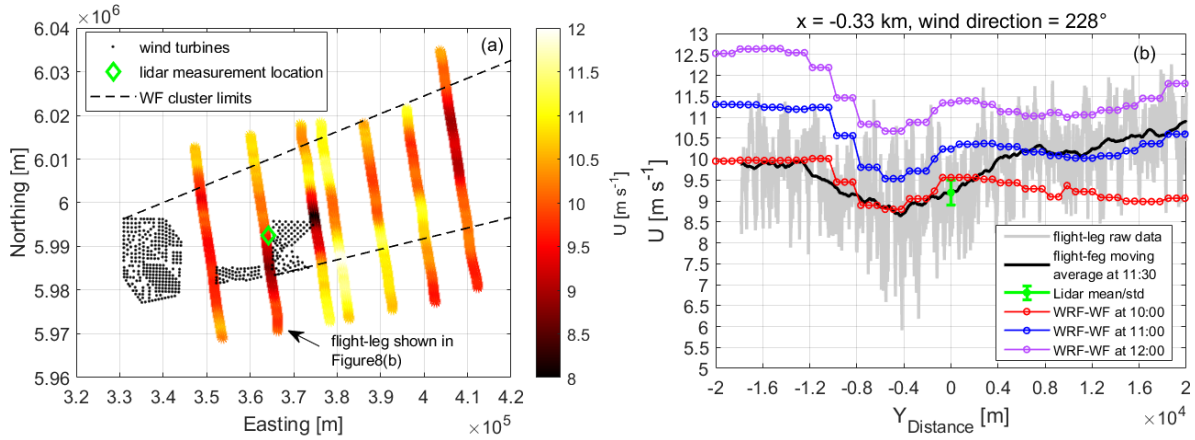 × 10⁶
6.04
6.03
6.02
6.01
6
5.99
5.98
5.97
5.96
Northing [m]
wind turbines
lidar measurement location
WF cluster limits
(a)
flight-leg shown in
Figure8(b)
3.2 3.3 3.4 3.5 3.6 3.7 3.8 3.9 4 4.1 4.2
Easting [m]
× 10⁵
12
11.5
11
10.5
10
9.5
9
8.5
8
U [m s⁻¹]
x = -0.33 km, wind direction = 228°
(b)
13
12.5
12
11.5
11
10.5
10
9.5
9
8.5
8
7.5
7
6.5
6
5.5
5
U [m s⁻¹]
flight-leg raw data
flight-feg moving
average at 11:30
Lidar mean/std
WRF-WF at 10:00
WRF-WF at 11:00
WRF-WF at 12:00
-2 -1.6 -1.2 -0.8 -0.4 0 0.4 0.8 1.2 1.6 2
Y_Distance [m]
× 10⁴